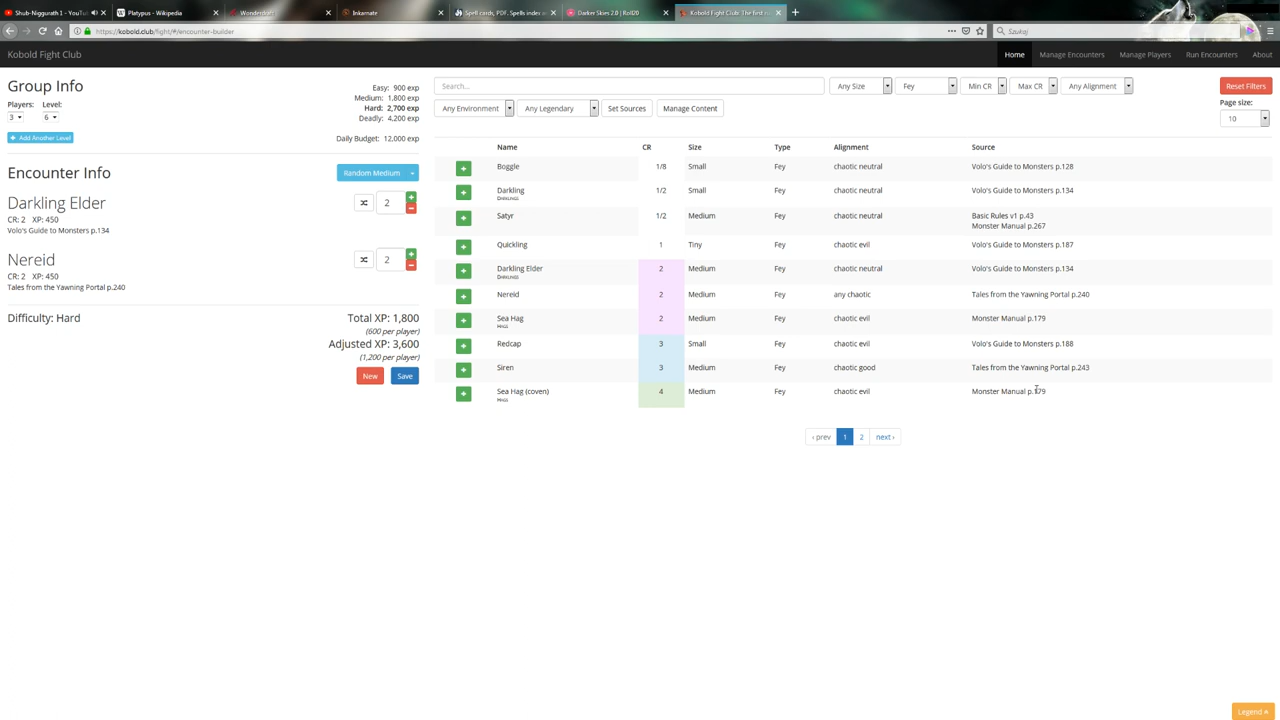 Shub-Niggurath 1 - YouTu
Platypus - Wikipedia
Inkarnate
Spell cards, PDF. Spells index
Darker Skies 2.0 | Roll20
Kobold Fight Club: The first
https://kobold.club/fight/#/encounter-builder
Szukaj
Kobold Fight Club
Home
Manage Encounters
Manage Players
Run Encounters
About
Group Info
Players:
Level:
3
6
Add Another Level
Easy: 900 exp
Medium: 1,800 exp
Hard: 2,700 exp
Deadly: 4,200 exp
Daily Budget: 12,000 exp
Encounter Info
Random Medium
Darkling Elder
CR: 2 XP: 450
Volo's Guide to Monsters p.134
2
Nereid
CR: 2 XP: 450
Tales from the Yawning Portal p.240
2
Difficulty: Hard
Total XP: 1,800
(600 per player)
Adjusted XP: 3,600
(1,200 per player)
New
Save
Search...
Any Size
Fey
Min CR
Max CR
Any Alignment
Reset Filters
Any Environment
Any Legendary
Set Sources
Manage Content
Page size:
10
Name CR Size Type Alignment Source
Boggle 1/8 Small Fey chaotic neutral Volo's Guide to Monsters p.128
Darkling 1/2 Small Fey chaotic neutral Volo's Guide to Monsters p.134
DARKLINGS
Satyr 1/2 Medium Fey chaotic neutral Basic Rules v1 p.43
Monster Manual p.267
Quickling 1 Tiny Fey chaotic evil Volo's Guide to Monsters p.187
Darkling Elder 2 Medium Fey chaotic neutral Volo's Guide to Monsters p.134
DARKLINGS
Nereid 2 Medium Fey any chaotic Tales from the Yawning Portal p.240
Sea Hag 2 Medium Fey chaotic evil Monster Manual p.179
HAGS
Redcap 3 Small Fey chaotic evil Volo's Guide to Monsters p.188
Siren 3 Medium Fey chaotic good Tales from the Yawning Portal p.243
Sea Hag (coven) 4 Medium Fey chaotic evil Monster Manual p.179
HAGS
‹ prev 1 2 next ›
Legend